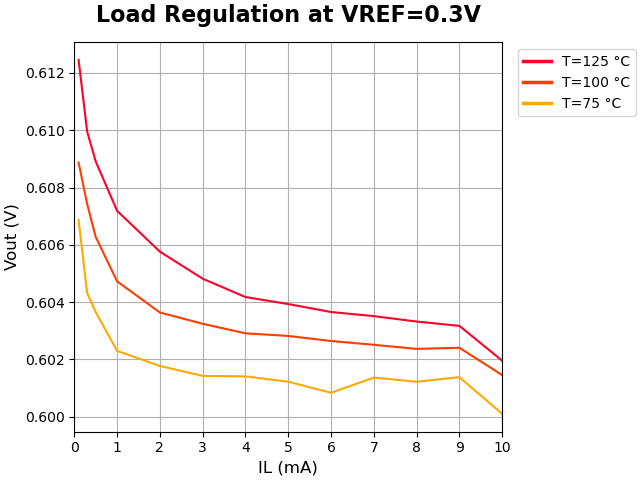 Load Regulation at VREF=0.3V
T=125 °C
T=100 °C
T=75 °C
Vout (V)
0.612
0.610
0.608
0.606
0.604
0.602
0.600
0 1 2 3 4 5 6 7 8 9 10
IL (mA)